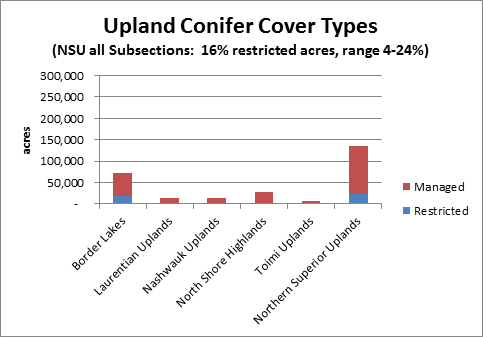 Upland Conifer Cover Types
(NSU all Subsections: 16% restricted acres, range 4-24%)
300,000
250,000
200,000
150,000
100,000
50,000
-
acres
Border Lakes
Laurentian Uplands
Nashwauk Uplands
North Shore Highlands
Toimi Uplands
Northern Superior Uplands
Managed
Restricted